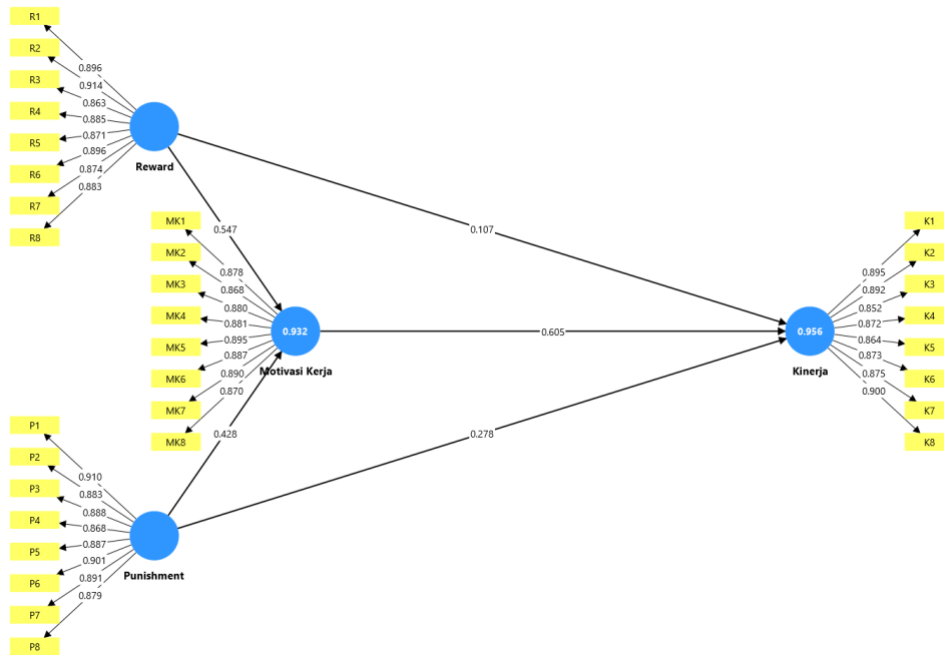 R1
R2
R3
R4
R5
R6
R7
R8
0.896
0.914
0.863
0.885
0.871
0.896
0.874
0.883
Reward
0.547
0.107
MK1
MK2
MK3
MK4
MK5
MK6
MK7
MK8
0.878
0.868
0.880
0.881
0.895
0.887
0.890
0.870
0.932
Motivasi Kerja
0.605
0.428
0.278
K1
K2
K3
K4
K5
K6
K7
K8
0.895
0.892
0.852
0.872
0.864
0.873
0.875
0.900
0.956
Kinerja
P1
P2
P3
P4
P5
P6
P7
P8
0.910
0.883
0.888
0.868
0.887
0.901
0.891
0.879
Punishment